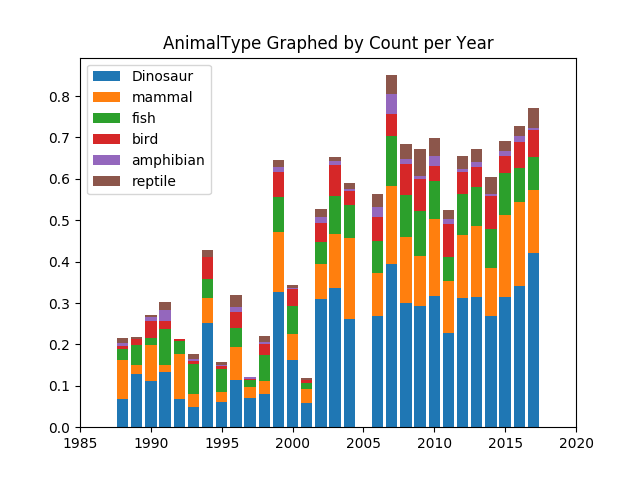 AnimalType Graphed by Count per Year
Dinosaur
mammal
fish
bird
amphibian
reptile
0.8
0.7
0.6
0.5
0.4
0.3
0.2
0.1
0.0
1985 1990 1995 2000 2005 2010 2015 2020